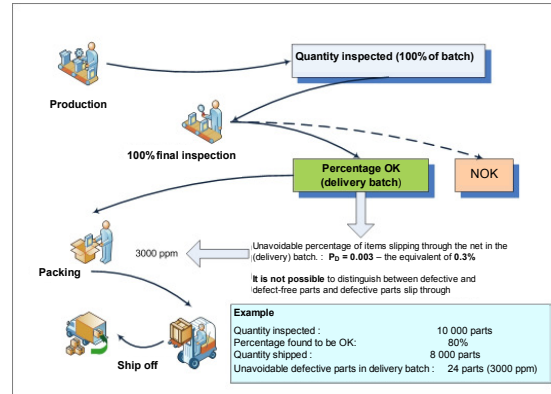 Quantity inspected (100% of batch)
Production
100% final inspection
Percentage OK
(delivery batch)
NOK
3000 ppm
Unavoidable percentage of items slipping through the net in the
(delivery) batch. : PD = 0.003 – the equivalent of 0.3%
Packing
It is not possible to distinguish between defective and
defect-free parts and defective parts slip through
Example
Quantity inspected : 10 000 parts
Percentage found to be OK: 80%
Quantity shipped : 8 000 parts
Unavoidable defective parts in delivery batch : 24 parts (3000 ppm)
Ship off